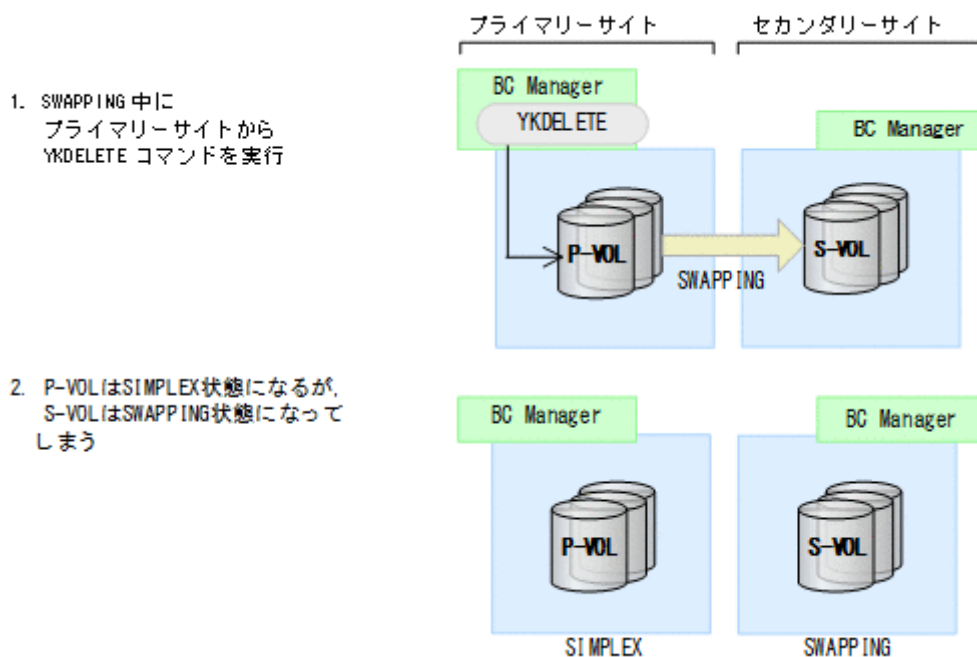 プライマリーサイト
セカンダリーサイト
1. SWAPPING 中に
プライマリーサイトから
YKDELETE コマンドを実行
BC Manager
YKDELETE
BC Manager
P-VOL
S-VOL
SWAPPING
2. P-VOLはSIMPLEX状態になるが,
S-VOLはSWAPPING状態になって
しまう
BC Manager
BC Manager
P-VOL
S-VOL
SIMPLEX
SWAPPING